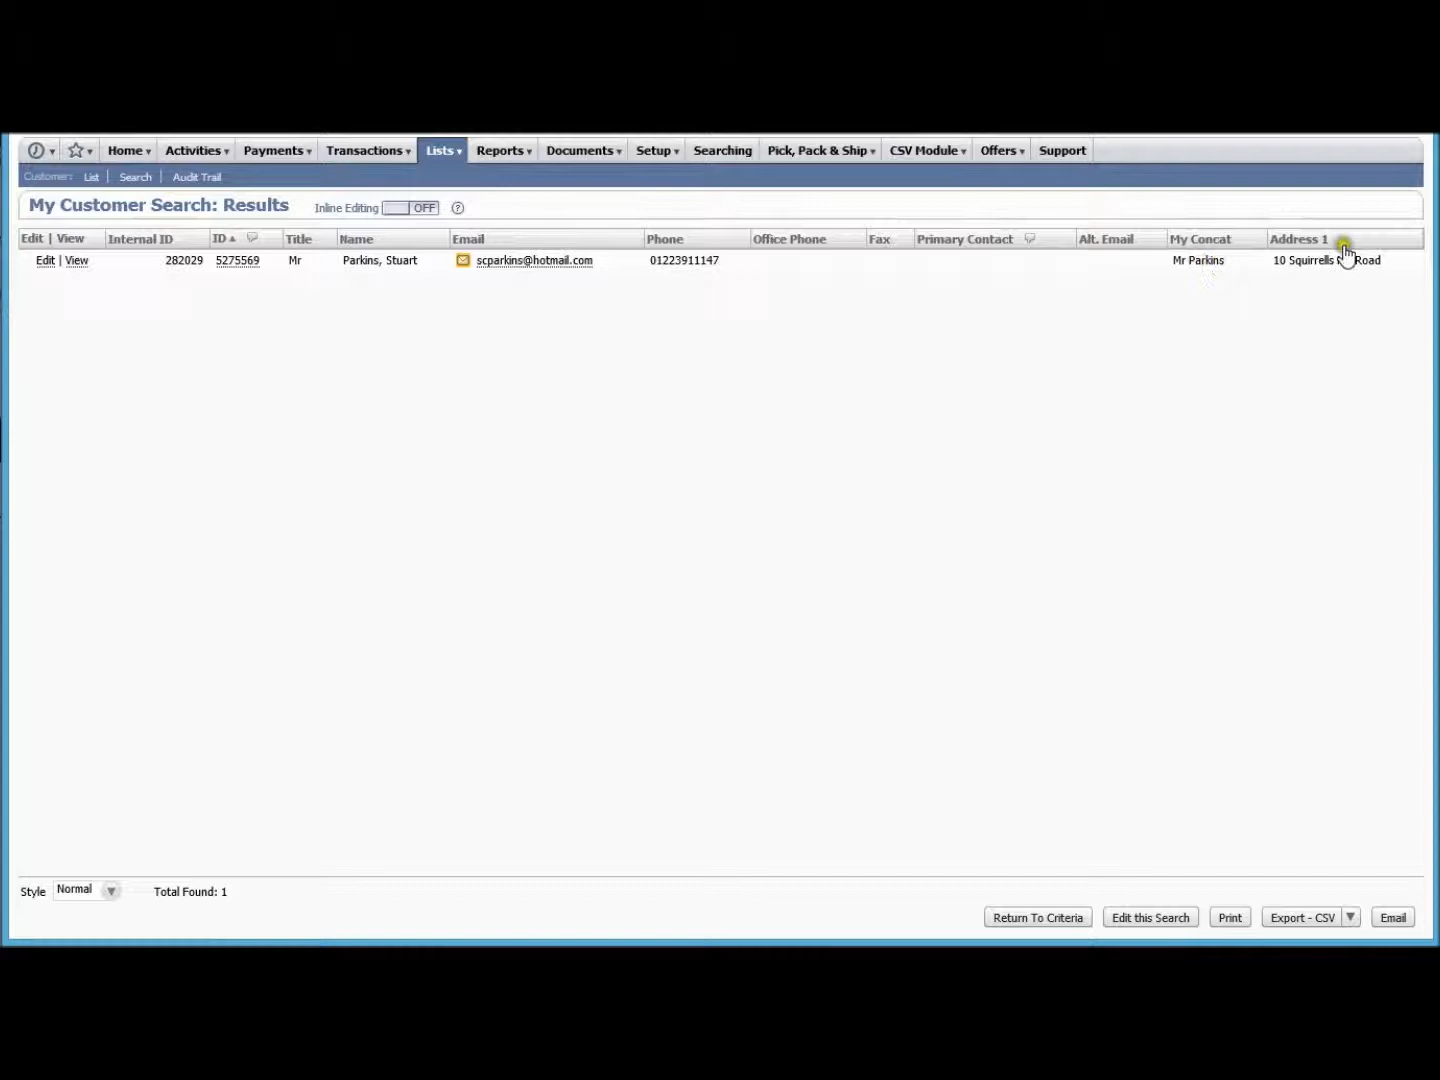 Home Activities Payments Transactions Lists Reports Documents Setup Searching Pick, Pack & Ship CSV Module Offers Support
Customer: List | Search | Audit Trail
My Customer Search: Results Inline Editing OFF ?
Edit | View Internal ID ID Title Name Email Phone Office Phone Fax Primary Contact Alt. Email My Concat Address 1
Edit | View 282029 5275569 Mr Parkins, Stuart scparkins@hotmail.com 01223911147 Mr Parkins 10 Squirrells Road
Style Normal Total Found: 1
Return To Criteria Edit this Search Print Export - CSV Email